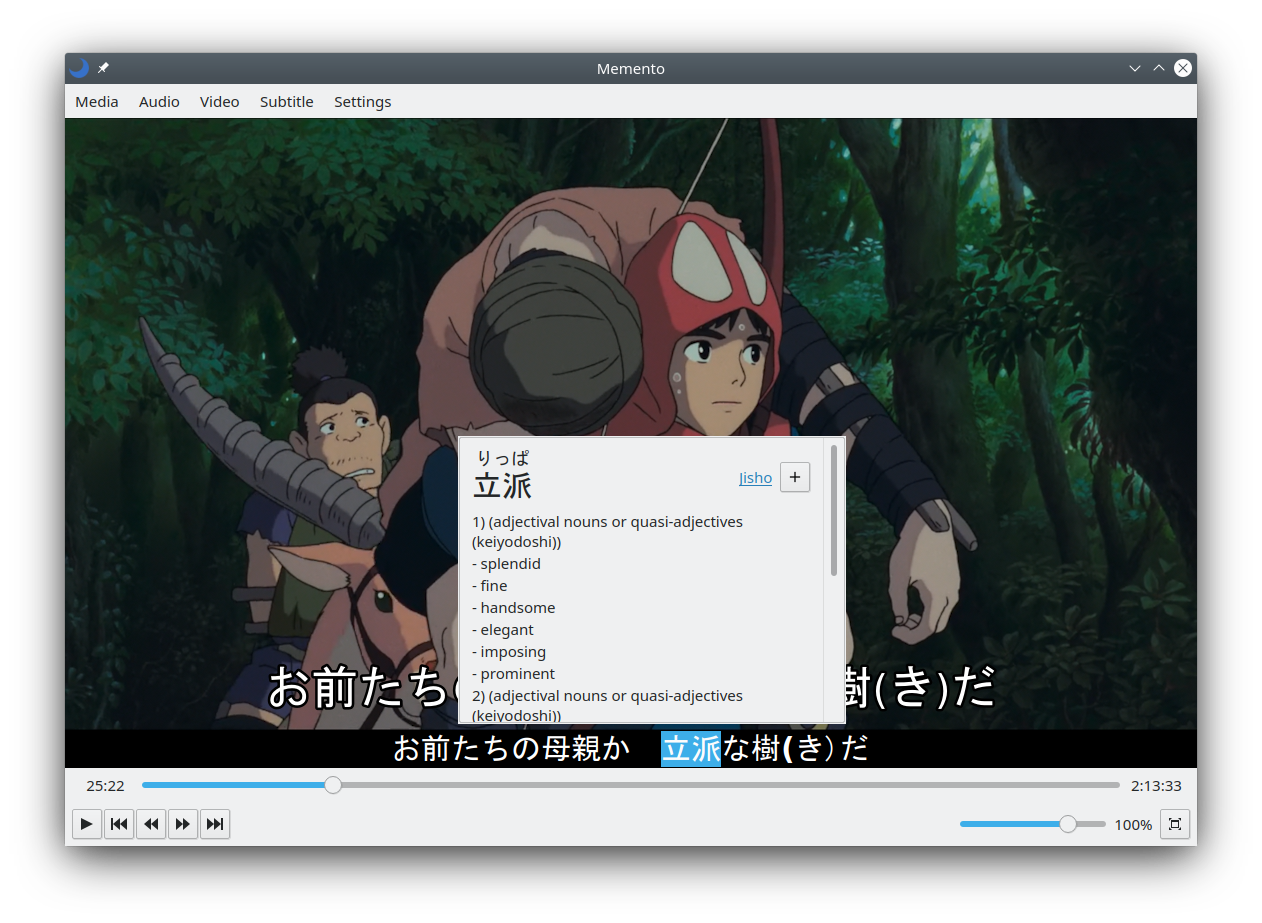 Memento
Media Audio Video Subtitle Settings
りっぱ
立派
Jisho +
1) (adjectival nouns or quasi-adjectives
(keiyodoshi))
- splendid
- fine
- handsome
- elegant
- imposing
- prominent
2) (adjectival nouns or quasi-adjectives
(keiyodoshi))
お前たち 樹(き)だ
お前たちの母親か　立派な樹(き）だ
25:22 2:13:33
100%